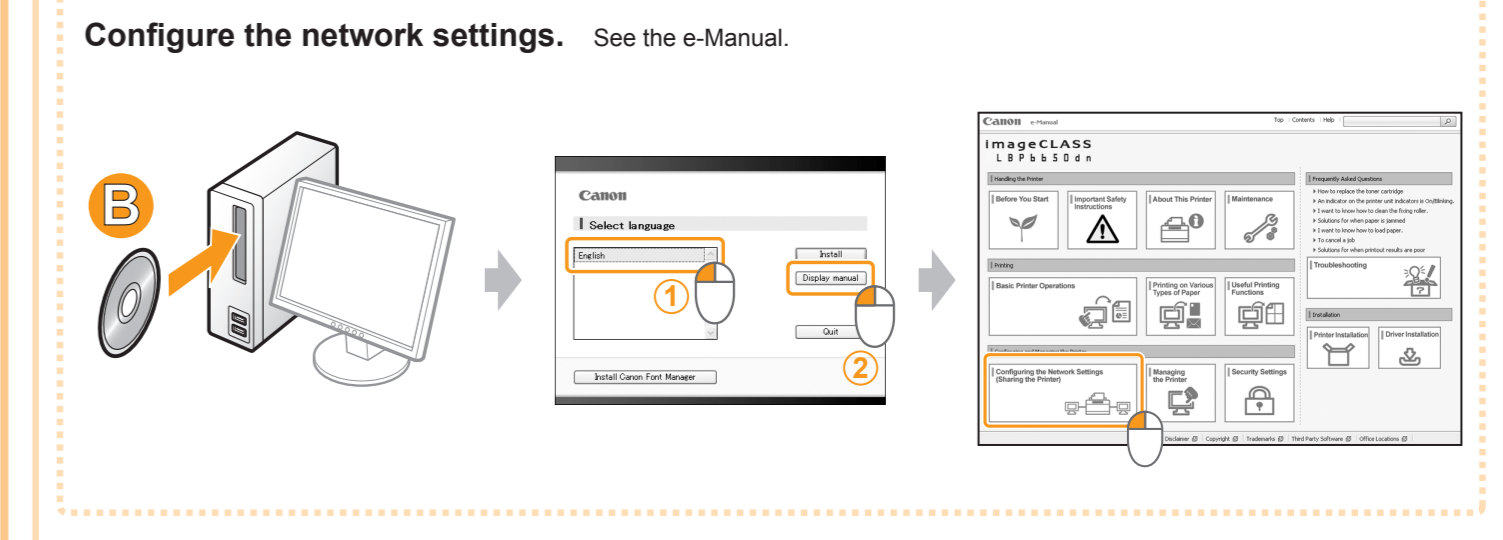 Configure the network settings. See the e-Manual.
B
Canon
Select language
English
Install
Display manual
1
Quit
2
Install Canon Font Manager
Canon e-Manual
Top Contents Help
imageCLASS
LBPbb50dn
Handling the Printer
Before You Start
Important Safety
Instructions
About This Printer
Maintenance
Printing
Basic Printer Operations
Printing on Various
Types of Paper
Useful Printing
Functions
Configuring and Managing the Printer
Configuring the Network Settings
(Sharing the Printer)
Managing
the Printer
Security Settings
Frequently Asked Questions
How to replace the toner cartridge
An indicator on the printer unit indicators is On/Blinking.
I want to know how to clean the fixing roller.
Solutions for when paper is jammed
I want to know how to load paper.
To cancel a job
Solutions for when printout results are poor
Troubleshooting
Installation
Printer Installation
Driver Installation
Disclaimer Copyright Trademarks Third Party Software Office Locations